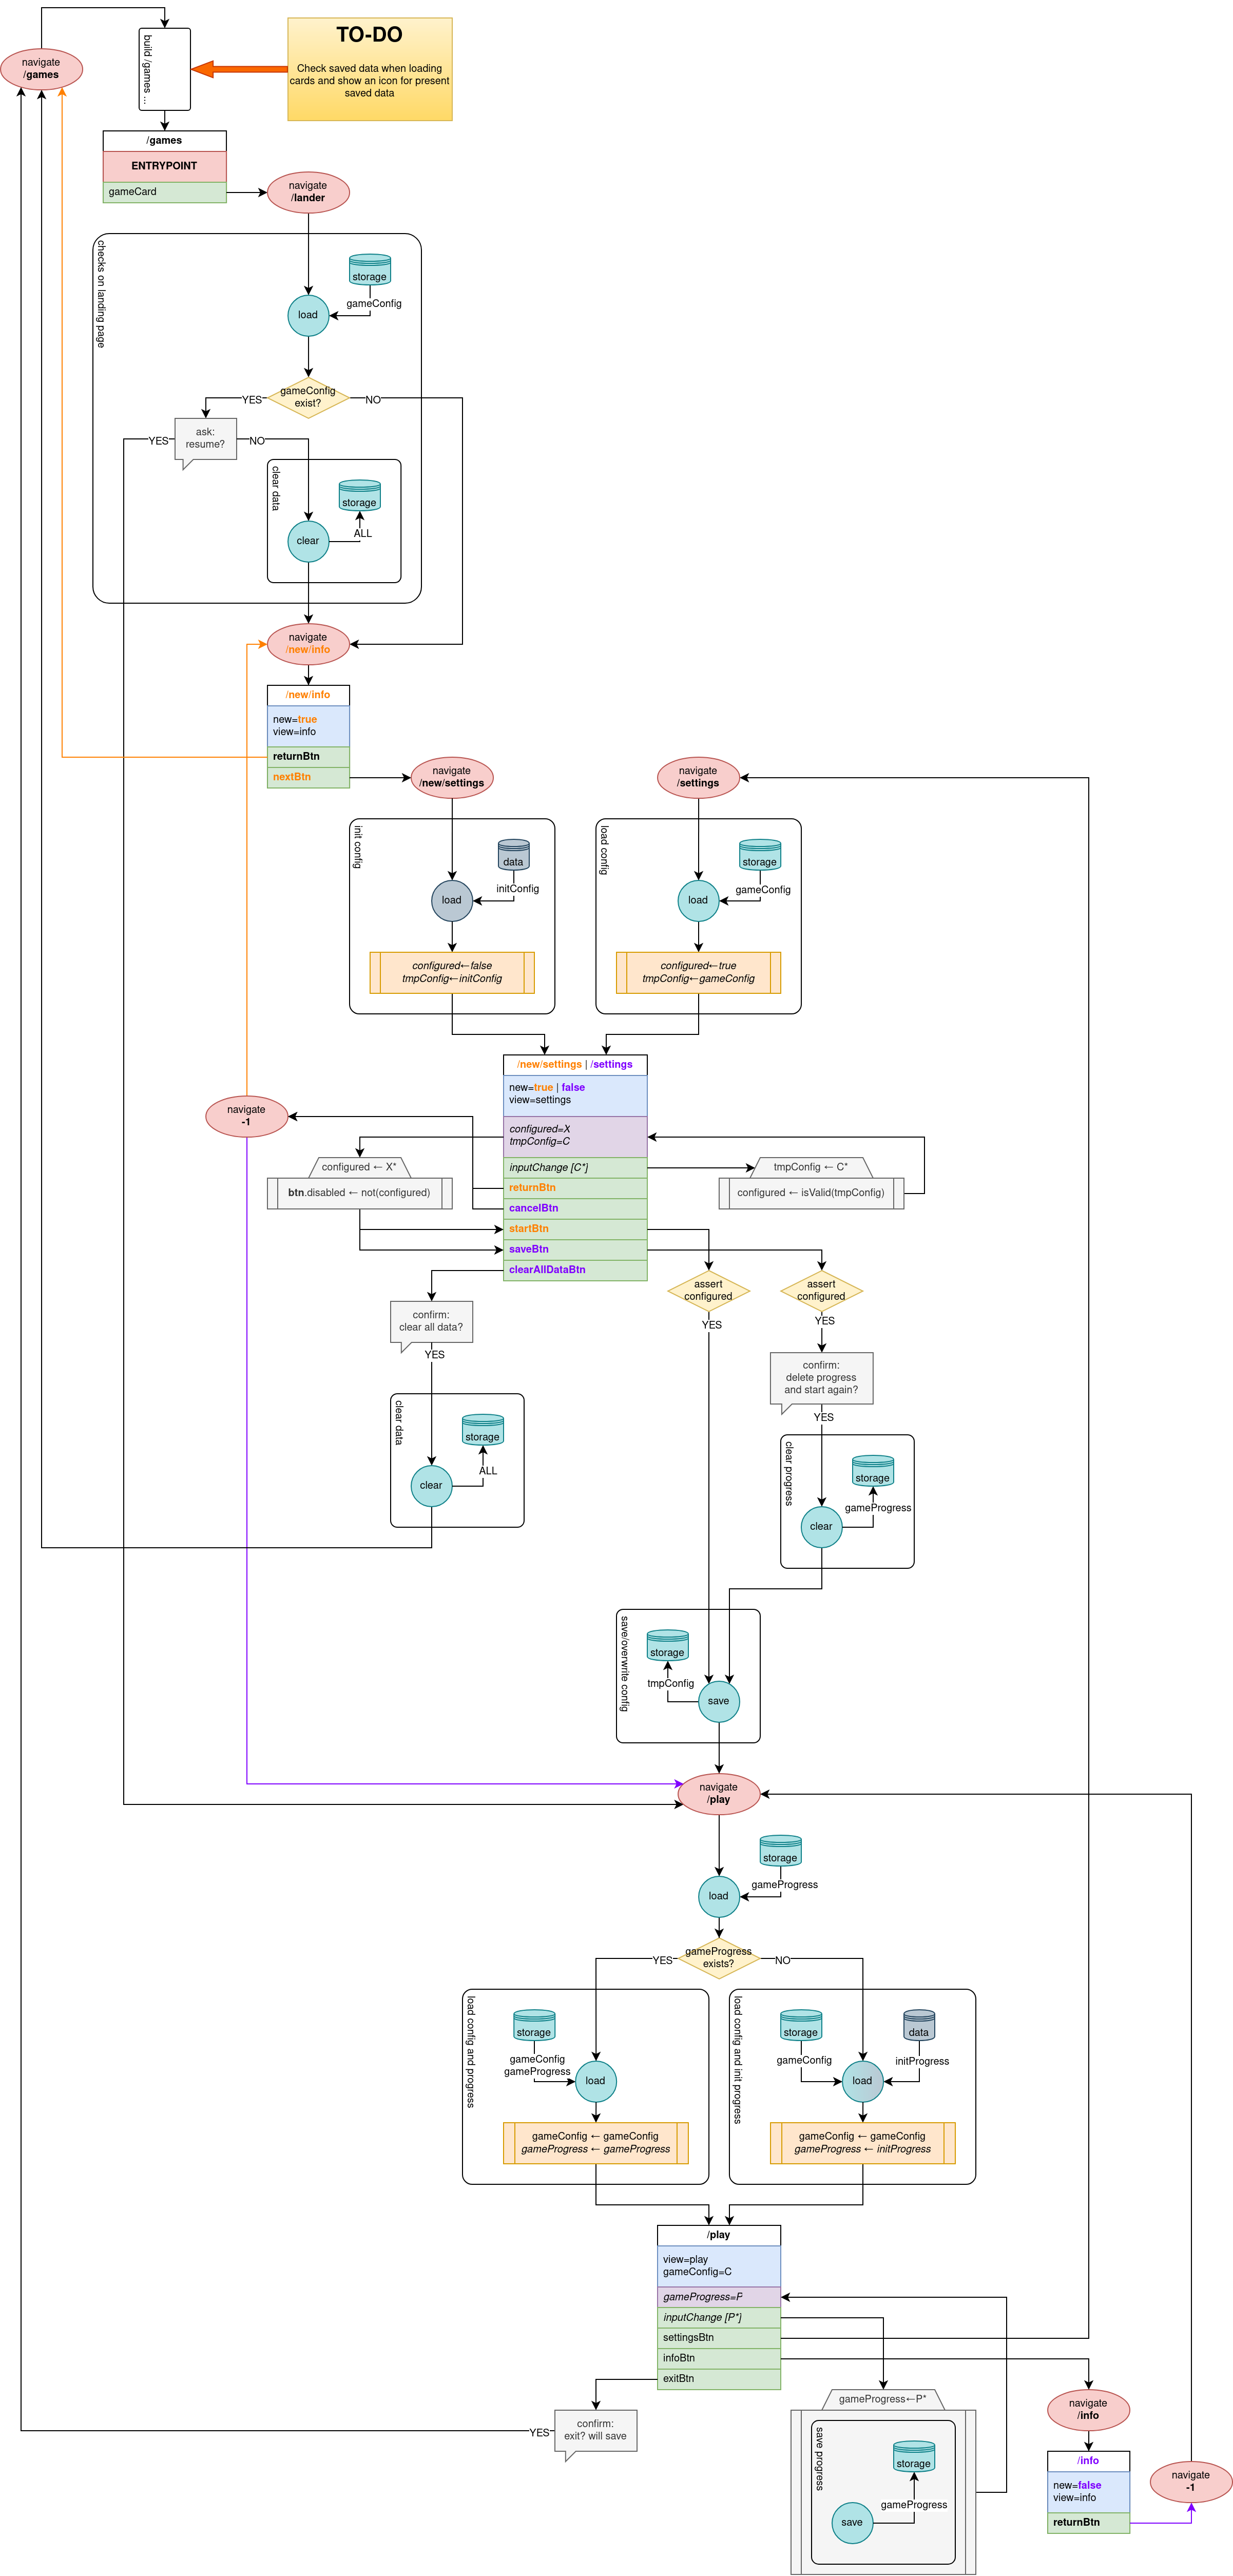 navigate
/games
build /games ...
TO-DO
Check saved data when loading
cards and show an icon for present
saved data
/games
ENTRYPOINT
gameCard
navigate
/lander
checks on landing page
storage
gameConfig
load
gameConfig
exist?
YES
NO
ask:
resume?
YES
NO
clear data
storage
ALL
clear
navigate
/new/info
/new/info
new=true
view=info
returnBtn
nextBtn
navigate
/new/settings
navigate
/settings
init config
data
initConfig
load
configured←false
tmpConfig←initConfig
load config
storage
gameConfig
load
configured←true
tmpConfig←gameConfig
/new/settings | /settings
new=true | false
view=settings
configured=X
tmpConfig=C
inputChange [C*]
returnBtn
cancelBtn
startBtn
saveBtn
clearAllDataBtn
navigate
-1
configured ← X*
btn.disabled ← not(configured)
tmpConfig ← C*
configured ← isValid(tmpConfig)
assert
configured
YES
assert
configured
YES
confirm:
clear all data?
YES
confirm:
delete progress
and start again?
YES
clear data
storage
ALL
clear
clear progress
storage
gameProgress
clear
save/overwrite config
storage
tmpConfig
save
navigate
/play
storage
gameProgress
load
gameProgress
exists?
YES
NO
load config and progress
storage
gameConfig
gameProgress
load
gameConfig ← gameConfig
gameProgress ← gameProgress
load config and init progress
storage
gameConfig
data
initProgress
load
gameConfig ← gameConfig
gameProgress ← initProgress
/play
view=play
gameConfig=C
gameProgress=P
inputChange [P*]
settingsBtn
infoBtn
exitBtn
confirm:
exit? will save
YES
gameProgress←P*
save progress
storage
gameProgress
save
navigate
/info
/info
new=false
view=info
returnBtn
navigate
-1